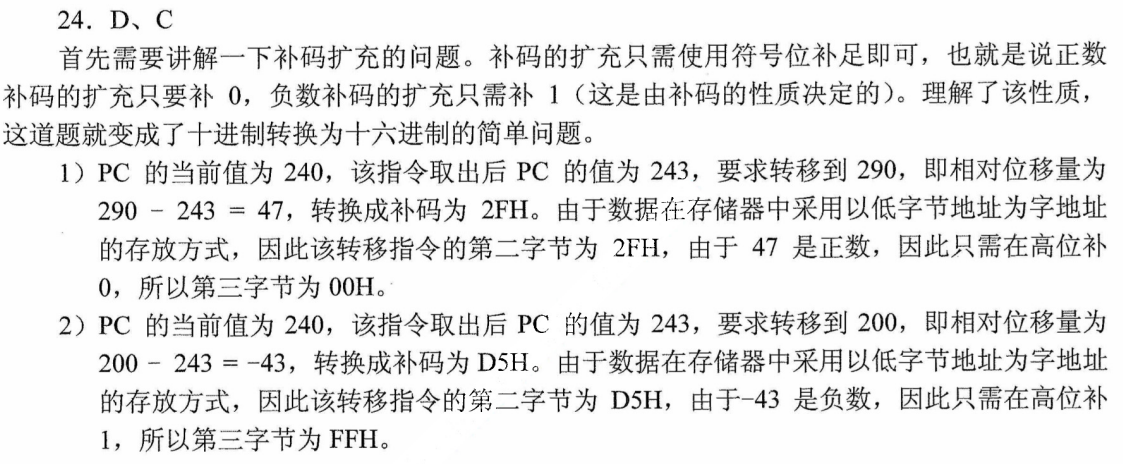 24．D、C
首先需要讲解一下补码扩充的问题。补码的扩充只需使用符号位补足即可，也就是说正数
补码的扩充只要补 0，负数补码的扩充只需补 1（这是由补码的性质决定的）。理解了该性质，
这道题就变成了十进制转换为十六进制的简单问题。
1）PC 的当前值为 240，该指令取出后 PC 的值为 243，要求转移到 290，即相对位移量为
290 － 243 = 47，转换成补码为 2FH。由于数据在存储器中采用以低字节地址为字地址
的存放方式，因此该转移指令的第二字节为 2FH，由于 47 是正数，因此只需在高位补
0，所以第三字节为 00H。
2）PC 的当前值为 240，该指令取出后 PC 的值为 243，要求转移到 200，即相对位移量为
200 － 243 = −43，转换成补码为 D5H。由于数据在存储器中采用以低字节地址为字地址
的存放方式，因此该转移指令的第二字节为 D5H，由于−43 是负数，因此只需在高位补
1，所以第三字节为 FFH。